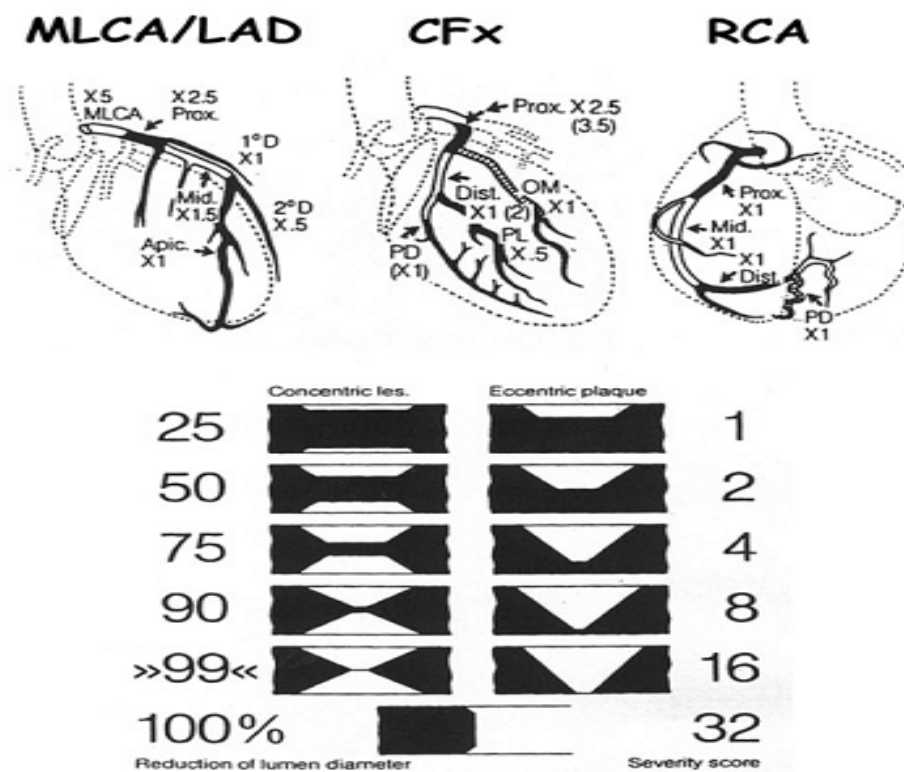 MLCA/LAD
CFx
RCA
X5
MLCA
X2.5
Prox.
1°D
X1
Mid.
X1.5
2°D
X.5
Apic.
X1
Prox. X2.5
(3.5)
Dist.
X1 (2)
OM
X1
PL
X.5
PD
(X1)
Prox.
X1
Mid.
X1
X1
Dist.
PD
X1
Concentric les. Eccentric plaque
25 1
50 2
75 4
90 8
»99« 16
100% 32
Reduction of lumen diameter Severity score